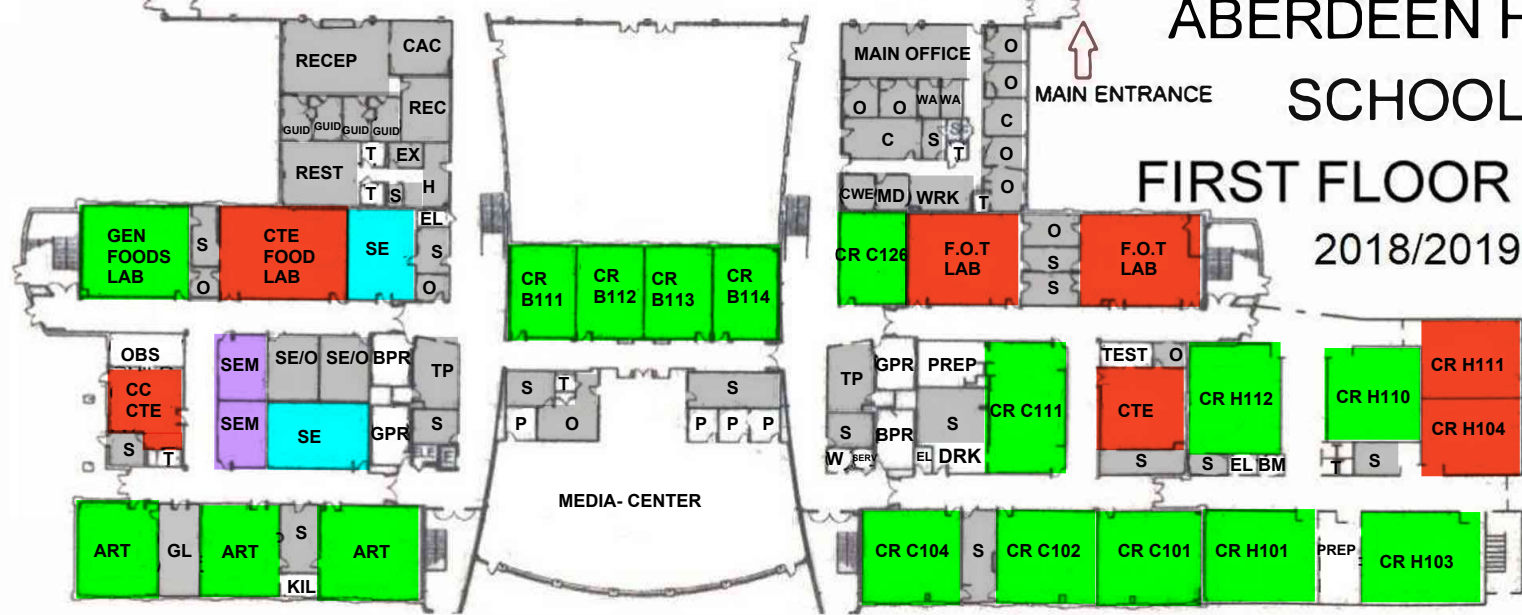 ABERDEEN H
SCHOOL
FIRST FLOOR
2018/2019
MAIN ENTRANCE
RECEP
CAC
REC
GUID
GUID
GUID
GUID
REST
T
EX
T
S
H
EL
MAIN OFFICE
O
O
O
O
WA
WA
C
C
S
SE
T
O
O
CWE
MD
WRK
T
GEN
FOODS
LAB
S
O
CTE
FOOD
LAB
SE
S
O
CR
B111
CR
B112
CR
B113
CR
B114
CR C126
F.O.T
LAB
O
S
S
F.O.T
LAB
OBS
CC
CTE
S
T
SEM
SEM
SE/O
SE/O
SE
BPR
GPR
TP
S
ELE
E
S
T
P
O
S
P
P
P
MEDIA- CENTER
TP
S
W
SERV
GPR
BPR
PREP
S
EL
DRK
CR C111
TEST
O
CTE
S
CR H112
S
EL
BM
CR H110
T
S
CR H111
CR H104
ART
GL
ART
S
KIL
ART
CR C104
S
CR C102
CR C101
CR H101
PREP
CR H103